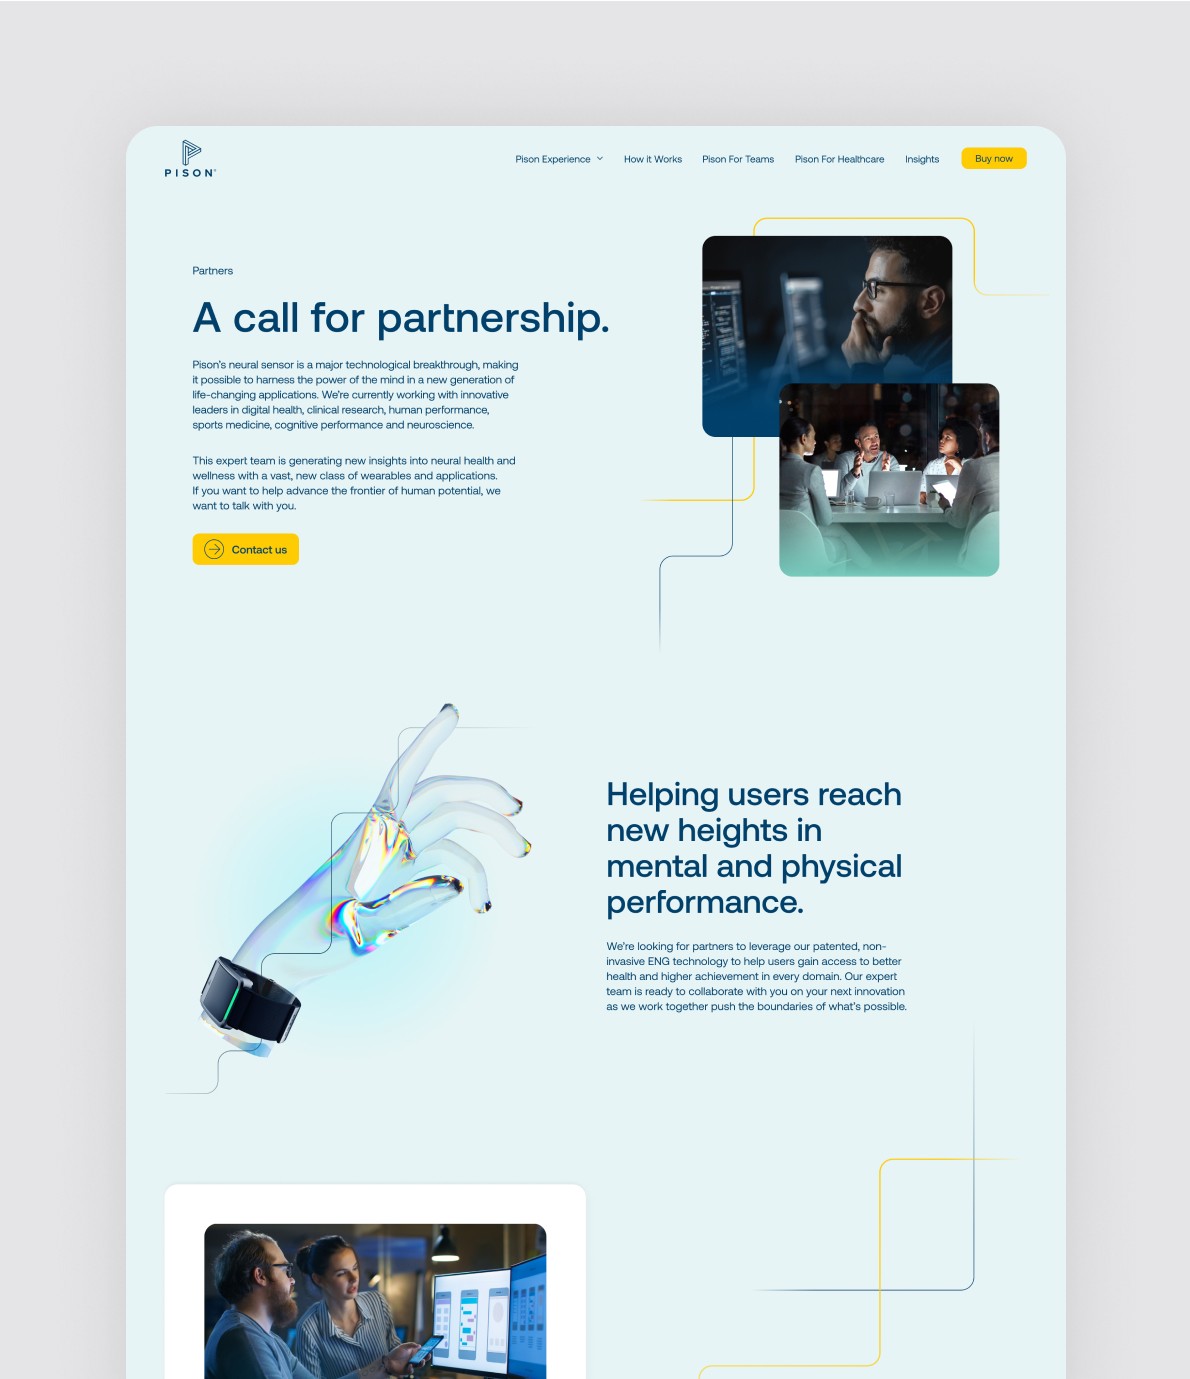 PISON
Pison Experience
How it Works
Pison For Teams
Pison For Healthcare
Insights
Buy now
Partners
A call for partnership.
Pison's neural sensor is a major technological breakthrough, making
it possible to harness the power of the mind in a new generation of
life-changing applications. We're currently working with innovative
leaders in digital health, clinical research, human performance,
sports medicine, cognitive performance and neuroscience.
This expert team is generating new insights into neural health and
wellness with a vast, new class of wearables and applications.
If you want to help advance the frontier of human potential, we
want to talk with you.
Contact us
Helping users reach
new heights in
mental and physical
performance.
We're looking for partners to leverage our patented, non-
invasive ENG technology to help users gain access to better
health and higher achievement in every domain. Our expert
team is ready to collaborate with you on your next innovation
as we work together push the boundaries of what's possible.